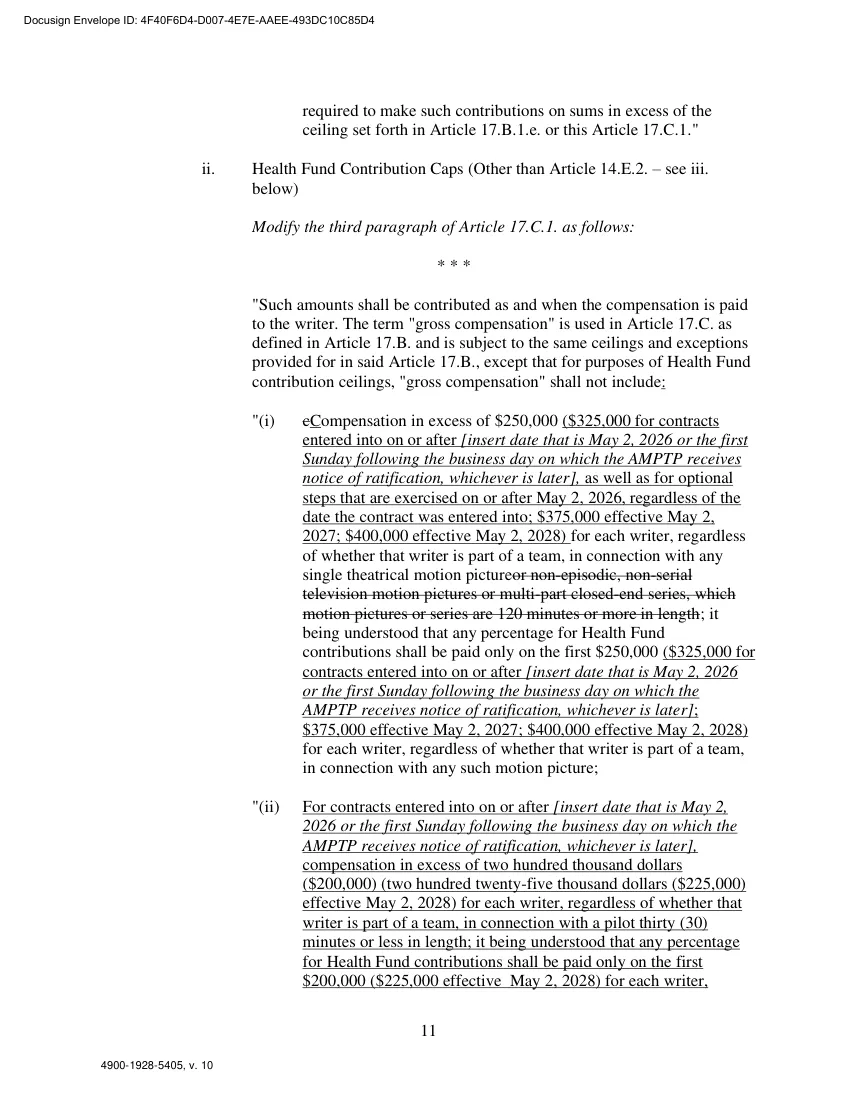 Docusign Envelope ID: 4F40F6D4-D007-4E7E-AAEE-493DC10C85D4
required to make such contributions on sums in excess of the
ceiling set forth in Article 17.B.1.e. or this Article 17.C.1."
ii. Health Fund Contribution Caps (Other than Article 14.E.2. – see iii.
below)
Modify the third paragraph of Article 17.C.1. as follows:
* * *
"Such amounts shall be contributed as and when the compensation is paid
to the writer. The term "gross compensation" is used in Article 17.C. as
defined in Article 17.B. and is subject to the same ceilings and exceptions
provided for in said Article 17.B., except that for purposes of Health Fund
contribution ceilings, "gross compensation" shall not include:
"(i) cCompensation in excess of $250,000 ($325,000 for contracts
entered into on or after [insert date that is May 2, 2026 or the first
Sunday following the business day on which the AMPTP receives
notice of ratification, whichever is later], as well as for optional
steps that are exercised on or after May 2, 2026, regardless of the
date the contract was entered into; $375,000 effective May 2,
2027; $400,000 effective May 2, 2028) for each writer, regardless
of whether that writer is part of a team, in connection with any
single theatrical motion pictureor non-episodic, non-serial
television motion pictures or multi-part closed-end series, which
motion pictures or series are 120 minutes or more in length; it
being understood that any percentage for Health Fund
contributions shall be paid only on the first $250,000 ($325,000 for
contracts entered into on or after [insert date that is May 2, 2026
or the first Sunday following the business day on which the
AMPTP receives notice of ratification, whichever is later];
$375,000 effective May 2, 2027; $400,000 effective May 2, 2028)
for each writer, regardless of whether that writer is part of a team,
in connection with any such motion picture;
"(ii) For contracts entered into on or after [insert date that is May 2,
2026 or the first Sunday following the business day on which the
AMPTP receives notice of ratification, whichever is later],
compensation in excess of two hundred thousand dollars
($200,000) (two hundred twenty-five thousand dollars ($225,000)
effective May 2, 2028) for each writer, regardless of whether that
writer is part of a team, in connection with a pilot thirty (30)
minutes or less in length; it being understood that any percentage
for Health Fund contributions shall be paid only on the first
$200,000 ($225,000 effective  May 2, 2028) for each writer,
11
4900-1928-5405, v. 10